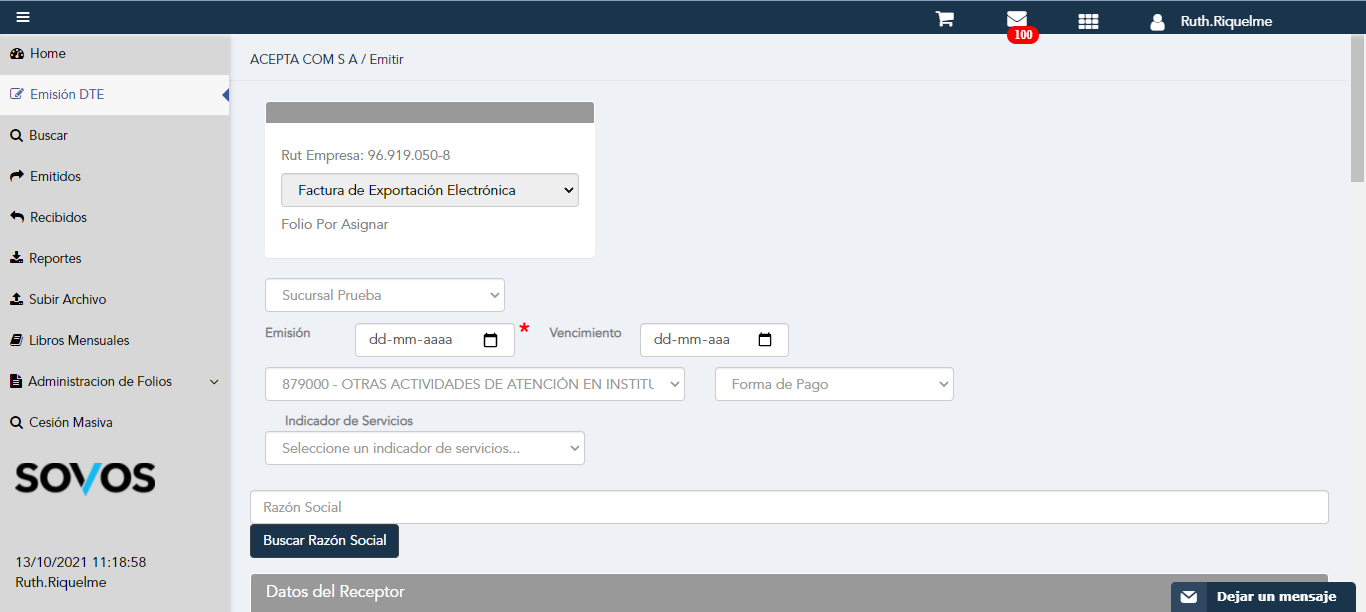 Ruth.Riquelme
100
Home
Emisión DTE
Buscar
Emitidos
Recibidos
Reportes
Subir Archivo
Libros Mensuales
Administracion de Folios
Cesión Masiva
SOVOS
13/10/2021 11:18:58
Ruth.Riquelme
ACEPTA COM S A / Emitir
Rut Empresa: 96.919.050-8
Factura de Exportación Electrónica
Folio Por Asignar
Sucursal Prueba
Emisión dd-mm-aaaa * Vencimiento dd-mm-aaa
879000 - OTRAS ACTIVIDADES DE ATENCIÓN EN INSTITU Forma de Pago
Indicador de Servicios
Seleccione un indicador de servicios...
Razón Social
Buscar Razón Social
Datos del Receptor
Dejar un mensaje